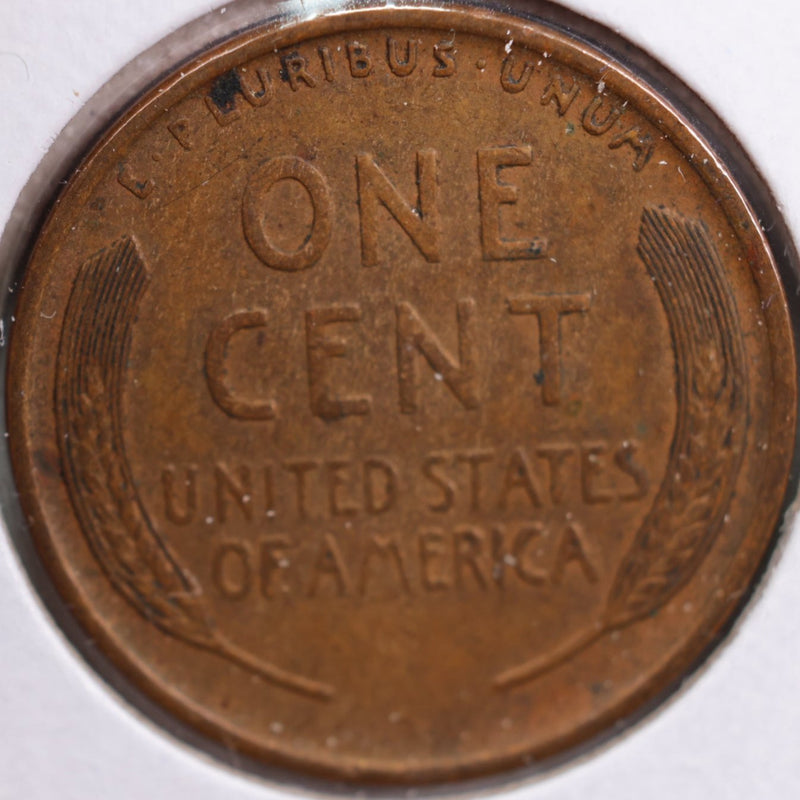 E·PLURIBUS·UNUM
ONE
CENT
UNITED STATES
OF AMERICA